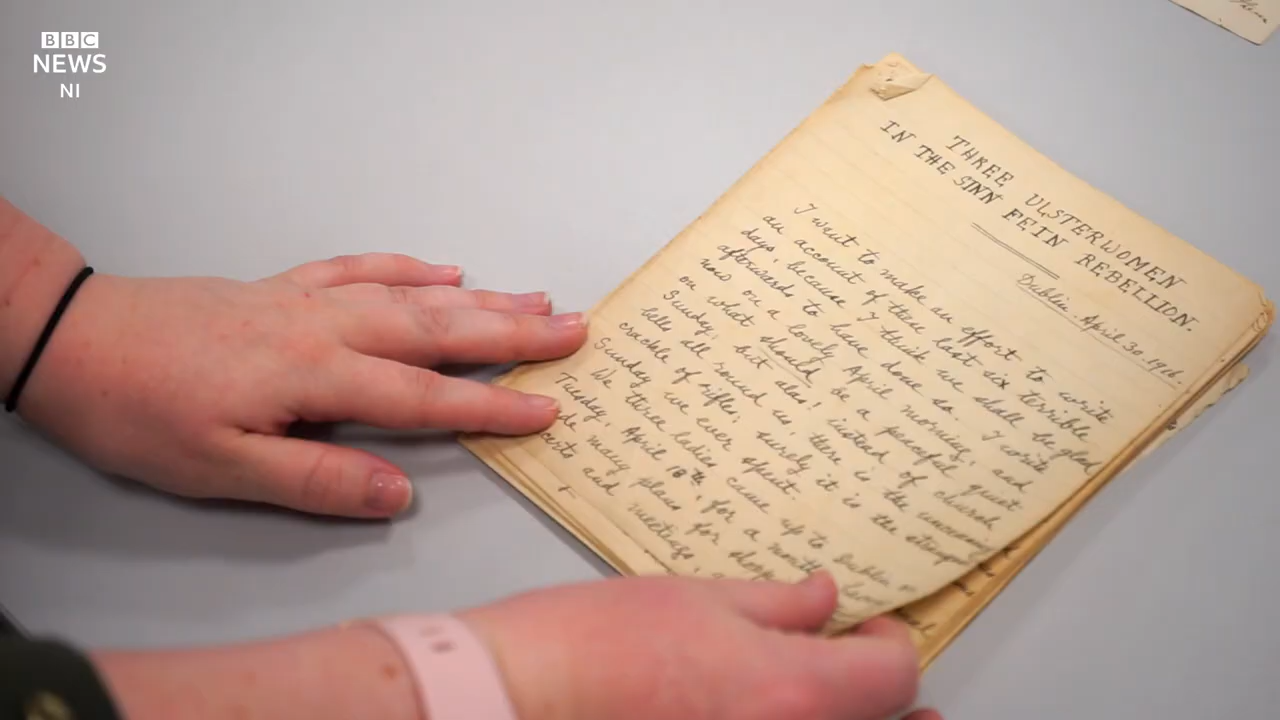 BBC
NEWS
NI
THREE ULSTERWOMEN
IN THE SINN FEIN REBELLION.
Dublin. April 30. 1916.
I want to make an effort to write
an account of these last six terrible
days, because I think we shall be glad
afterwards to have done so. I write
now on a lovely April morning, and
on what should be a peaceful quiet
Sunday, but alas! instead of church
bells all round us, there is the
crackle of rifles. surely it is the
Sunday we ever spent.
We three ladies came up to Dublin on
Tuesday, April 18th, for a
made many plans for
and meetings,